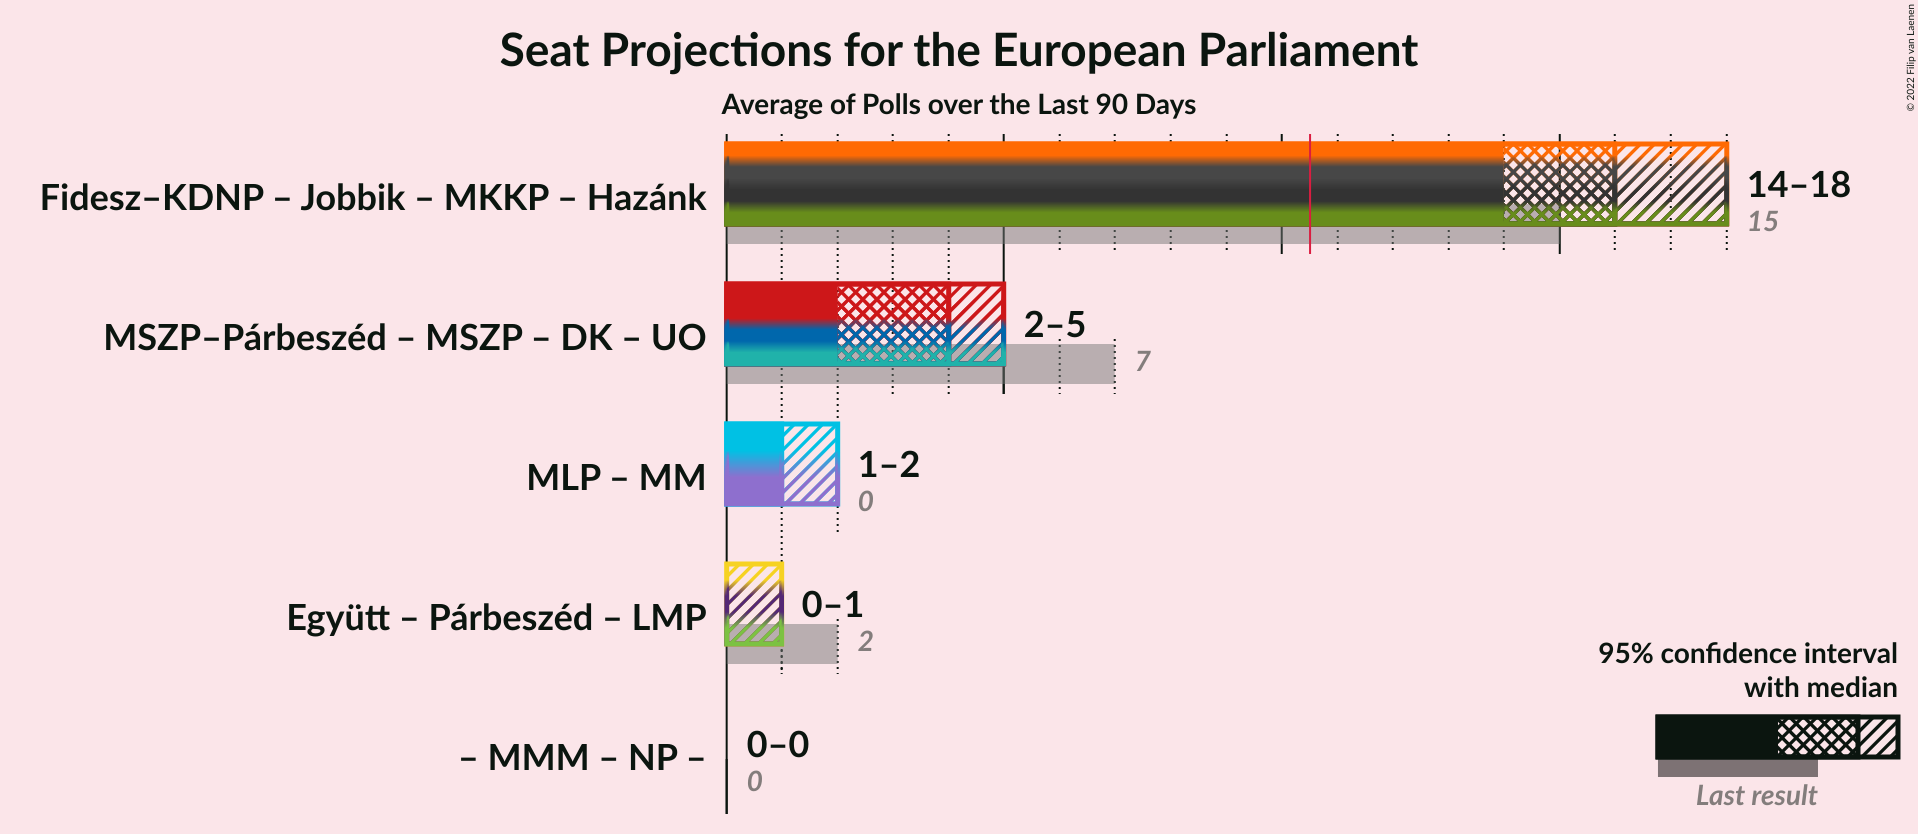 Seat Projections for the European Parliament
Average of Polls over the Last 90 Days
Fidesz–KDNP – Jobbik – MKKP – Hazánk
14–18
15
MSZP–Párbeszéd – MSZP – DK – UO
2–5
7
MLP – MM
1–2
0
Együtt – Párbeszéd – LMP
0–1
2
– MMM – NP –
0–0
0
95% confidence interval
with median
Last result
© 2022 Filip van Laenen